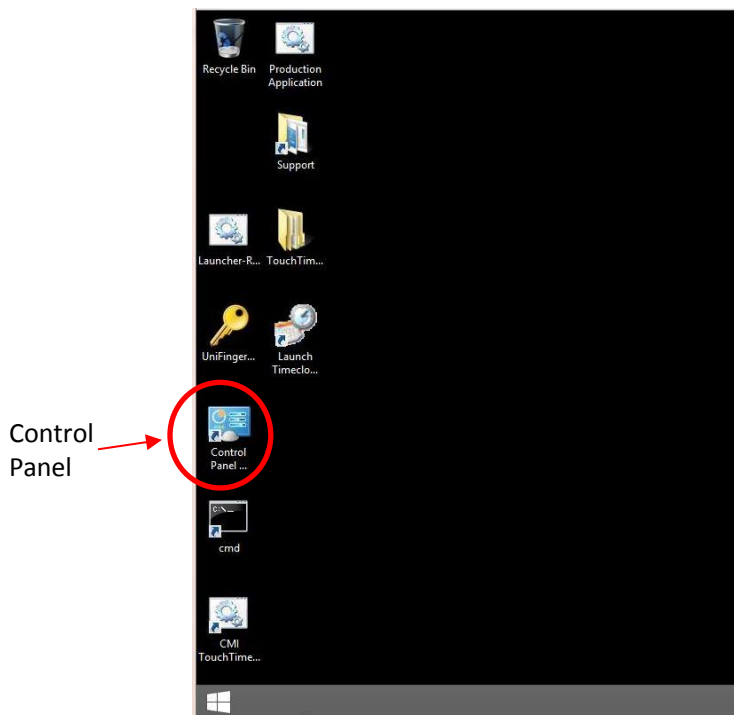 Recycle Bin
Production
Application
Support
Launcher-R...
TouchTim...
UniFinger...
Launch
Timeclo...
Control
Panel
Control
Panel ...
C:\_
cmd
CMI
TouchTime...